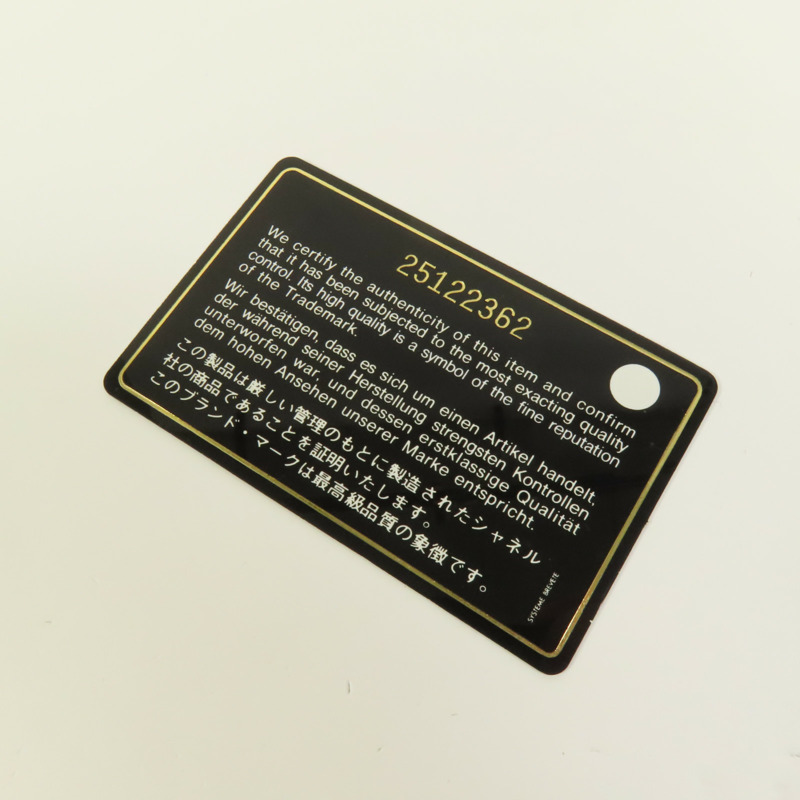 25122362
We certify the authenticity of this item and confirm
that it has been subjected to the most exacting quality
control. Its high quality is a symbol of the fine reputation
of the Trademark.
Wir bestätigen, dass es sich um einen Artikel handelt,
der während seiner Herstellung strengsten Kontrollen
unterworfen war, und dessen erstklassige Qualität
dem hohen Ansehen unserer Marke entspricht.
この製品は厳しい管理のもとに製造されたシャネル
社の商品であることを証明いたします。
このブランド・マークは最高級品質の象徴です。
SYSTEME BREVETE